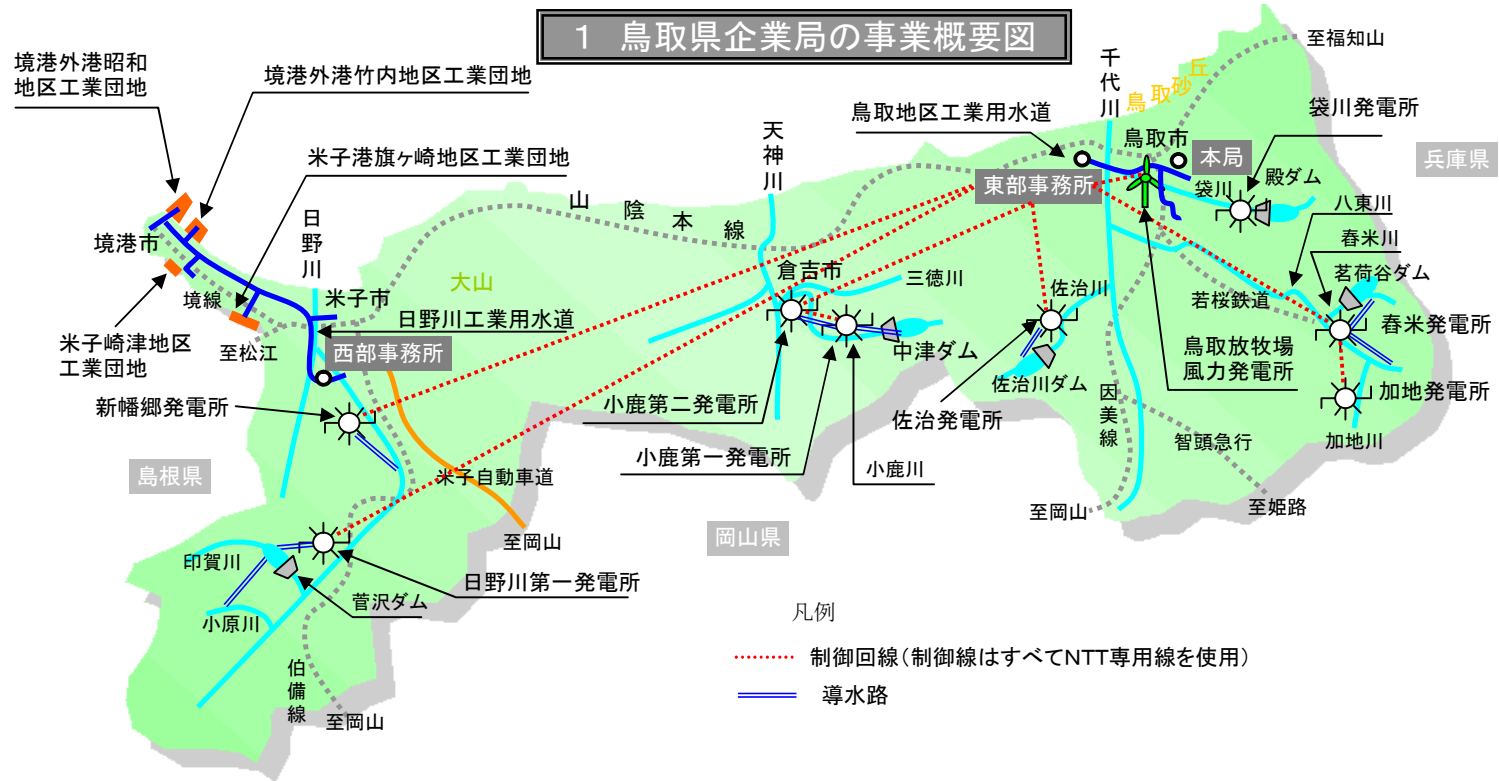 1 鳥取県企業局の事業概要図
境港外港昭和
地区工業団地
境港外港竹内地区工業団地
米子港旗ヶ崎地区工業団地
境港市
境線
米子崎津地区
工業団地
至松江
日野川
米子市
日野川工業用水道
西部事務所
新幡郷発電所
島根県
大山
山陰本線
米子自動車道
至岡山
印賀川
小原川
菅沢ダム
日野川第一発電所
伯備線
至岡山
天神川
倉吉市
三徳川
中津ダム
小鹿第二発電所
小鹿第一発電所
小鹿川
岡山県
鳥取地区工業用水道
千代川
鳥取砂丘
至福知山
鳥取市
本局
東部事務所
袋川発電所
兵庫県
袋川
殿ダム
八東川
舂米川
茗荷谷ダム
若桜鉄道
舂米発電所
鳥取放牧場
風力発電所
加地発電所
加地川
佐治川
佐治川ダム
佐治発電所
因美線
智頭急行
至岡山
至姫路
凡例
制御回線(制御線はすべてNTT専用線を使用)
導水路